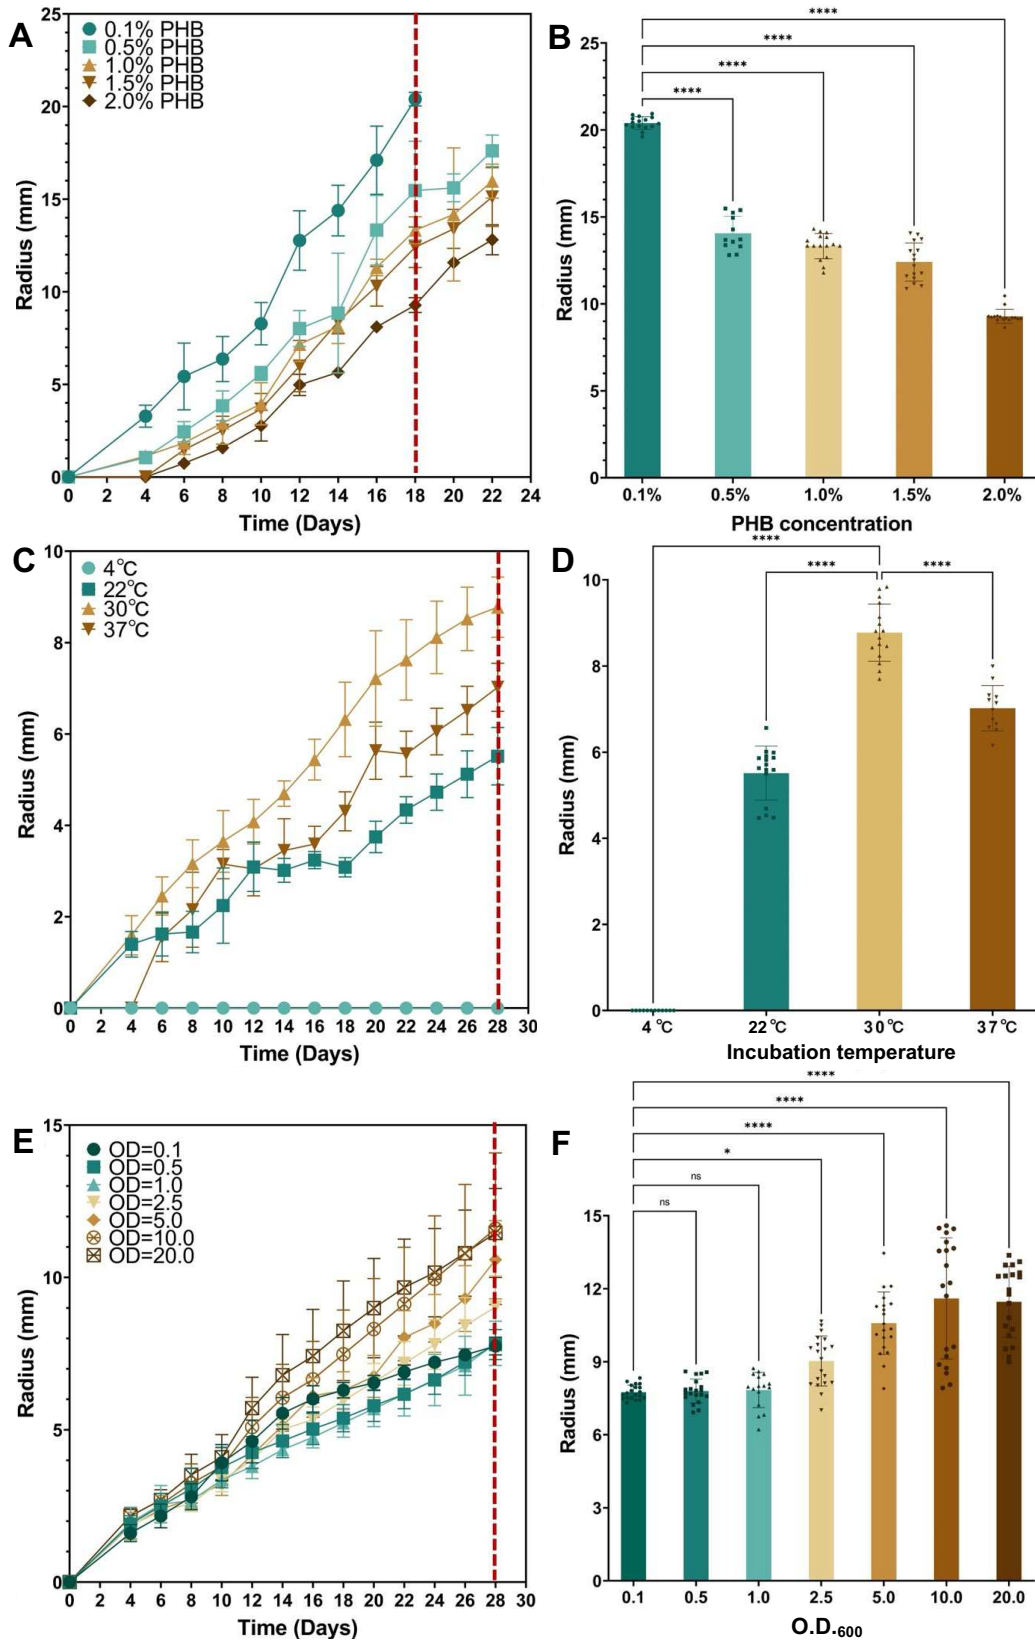 A
0.1% PHB
0.5% PHB
1.0% PHB
1.5% PHB
2.0% PHB
25
20
15
10
5
0
Radius (mm)
0 2 4 6 8 10 12 14 16 18 20 22 24
Time (Days)
B
****
****
****
****
25
20
15
10
5
0
Radius (mm)
0.1% 0.5% 1.0% 1.5% 2.0%
PHB concentration
C
4°C
22°C
30°C
37°C
10
8
6
4
2
0
Radius (mm)
0 2 4 6 8 10 12 14 16 18 20 22 24 26 28 30
Time (Days)
D
****
**** ****
10
8
6
4
2
0
Radius (mm)
4°C 22°C 30°C 37°C
Incubation temperature
E
OD=0.1
OD=0.5
OD=1.0
OD=2.5
OD=5.0
OD=10.0
OD=20.0
15
10
5
0
Radius (mm)
0 2 4 6 8 10 12 14 16 18 20 22 24 26 28 30
Time (Days)
F
****
****
****
*
ns
ns
15
12
9
6
3
0
Radius (mm)
0.1 0.5 1.0 2.5 5.0 10.0 20.0
O.D.600